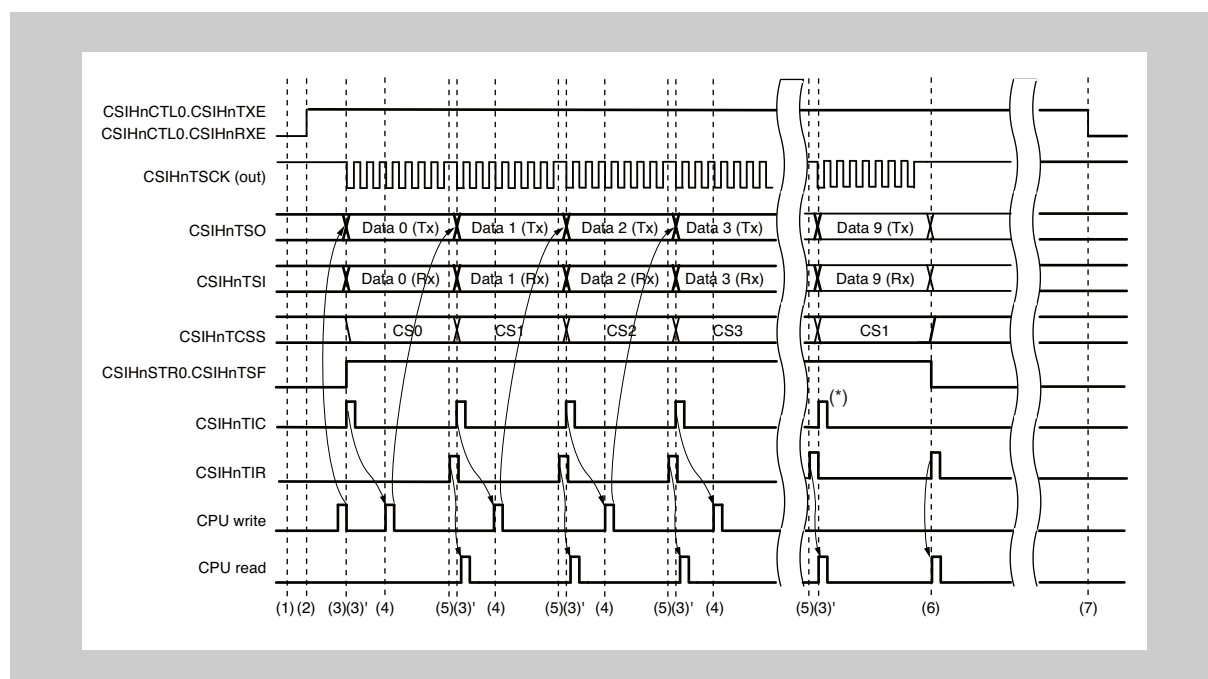 CSIHnCTL0.CSIHnTXE
CSIHnCTL0.CSIHnRXE
CSIHnTSCK (out)
CSIHnTSO Data 0 (Tx) Data 1 (Tx) Data 2 (Tx) Data 3 (Tx) Data 9 (Tx)
CSIHnTSI Data 0 (Rx) Data 1 (Rx) Data 2 (Rx) Data 3 (Rx) Data 9 (Rx)
CSIHnTCSS CS0 CS1 CS2 CS3 CS1
CSIHnSTR0.CSIHnTSF
CSIHnTIC (*)
CSIHnTIR
CPU write
CPU read
(1) (2) (3)(3)' (4) (5)(3)' (4) (5)(3)' (4) (5)(3)' (4) (5)(3)' (6) (7)